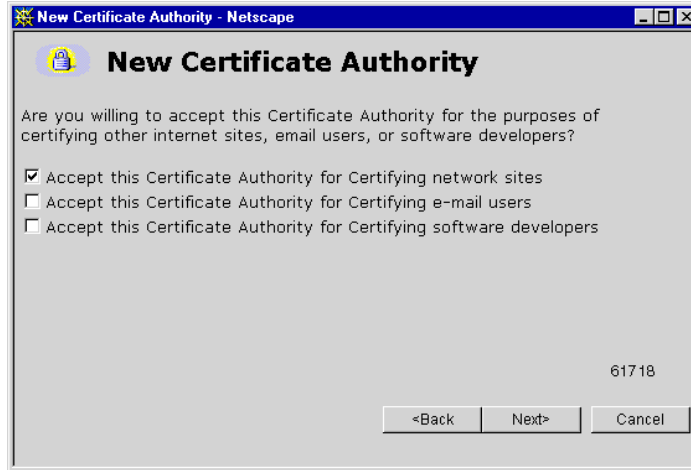 New Certificate Authority - Netscape
New Certificate Authority
Are you willing to accept this Certificate Authority for the purposes of
certifying other internet sites, email users, or software developers?
Accept this Certificate Authority for Certifying network sites
Accept this Certificate Authority for Certifying e-mail users
Accept this Certificate Authority for Certifying software developers
61718
<Back Next> Cancel